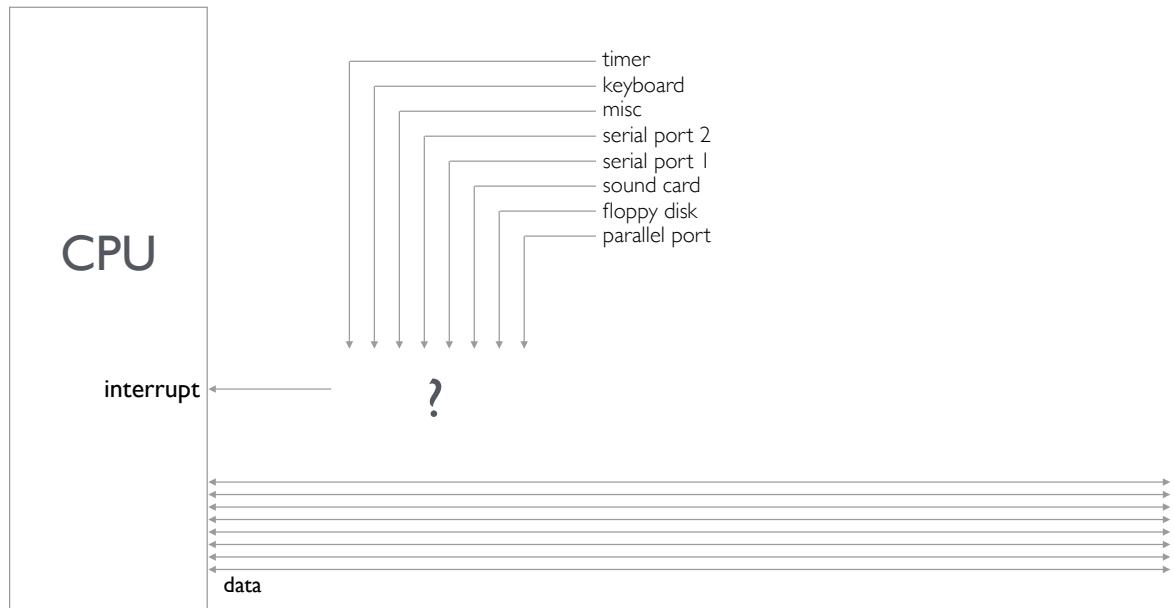 timer
keyboard
misc
serial port 2
serial port 1
sound card
floppy disk
parallel port
CPU
interrupt
?
data